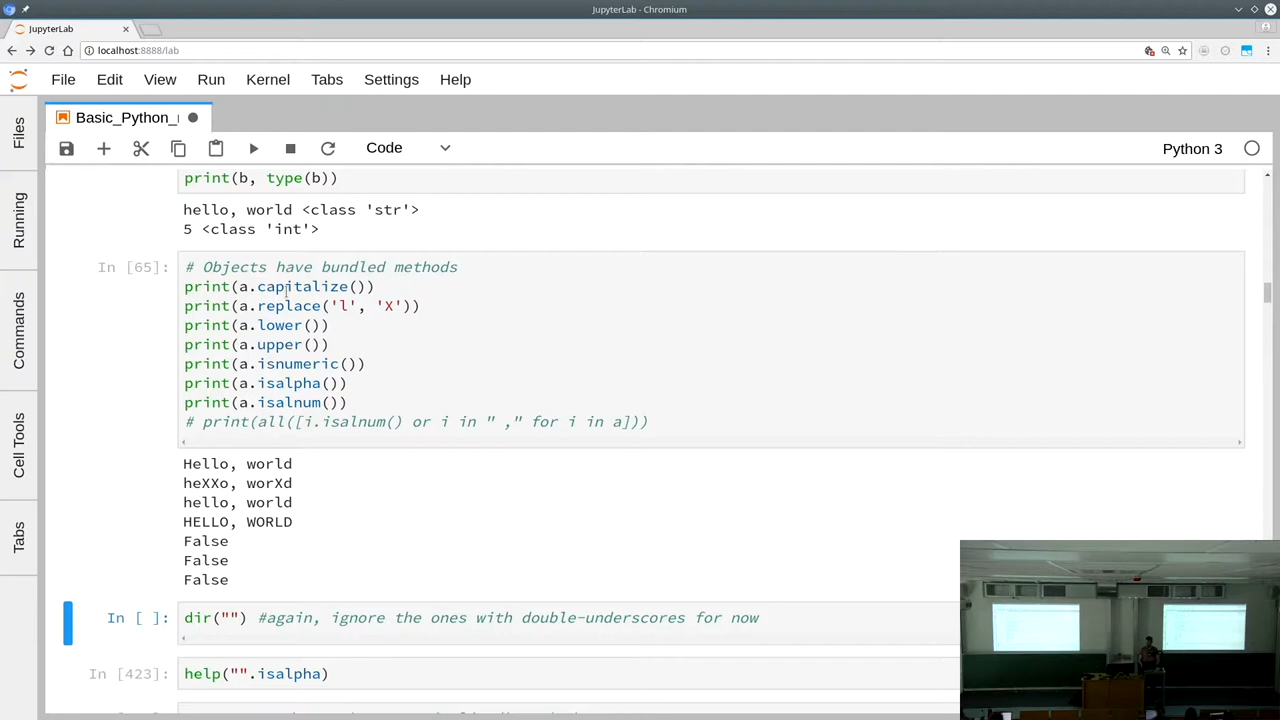 JupyterLab - Chromium
JupyterLab
localhost:8888/lab
File Edit View Run Kernel Tabs Settings Help
Basic_Python_
Code
Python 3
Files
Running
Commands
Cell Tools
Tabs
print(b, type(b))
hello, world <class 'str'>
5 <class 'int'>
In [65]:
# Objects have bundled methods
print(a.capitalize())
print(a.replace('l', 'X'))
print(a.lower())
print(a.upper())
print(a.isnumeric())
print(a.isalpha())
print(a.isalnum())
# print(all([i.isalnum() or i in " ," for i in a]))
Hello, world
heXXo, worXd
hello, world
HELLO, WORLD
False
False
False
In [ ]:
dir("") #again, ignore the ones with double-underscores for now
In [423]:
help("".isalpha)